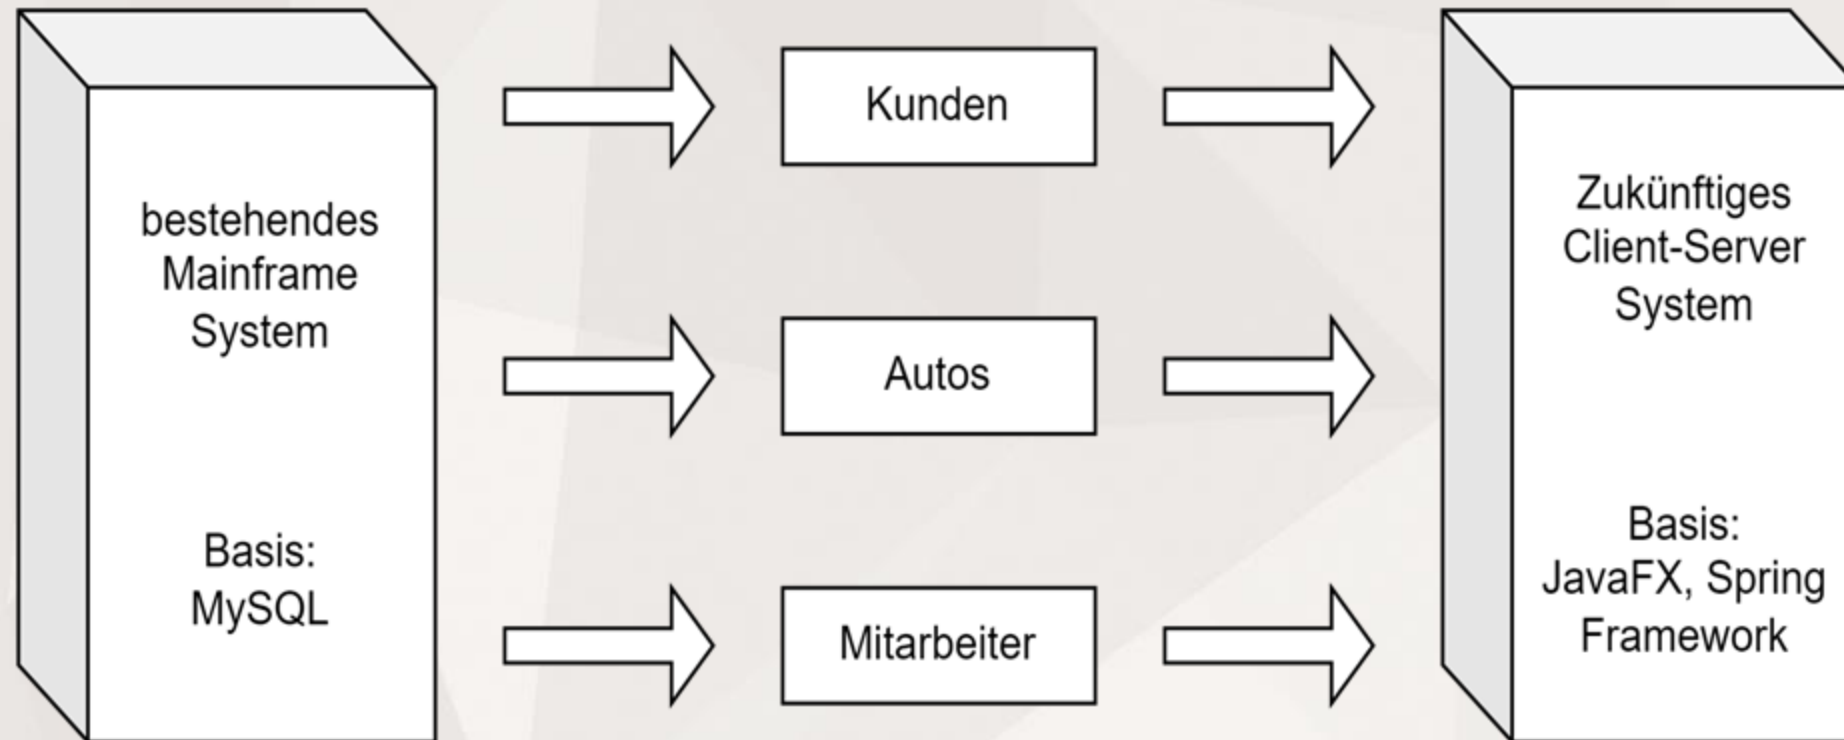 bestehendes
Mainframe
System
Basis:
MySQL
Kunden
Autos
Mitarbeiter
Zukünftiges
Client-Server
System
Basis:
JavaFX, Spring
Framework